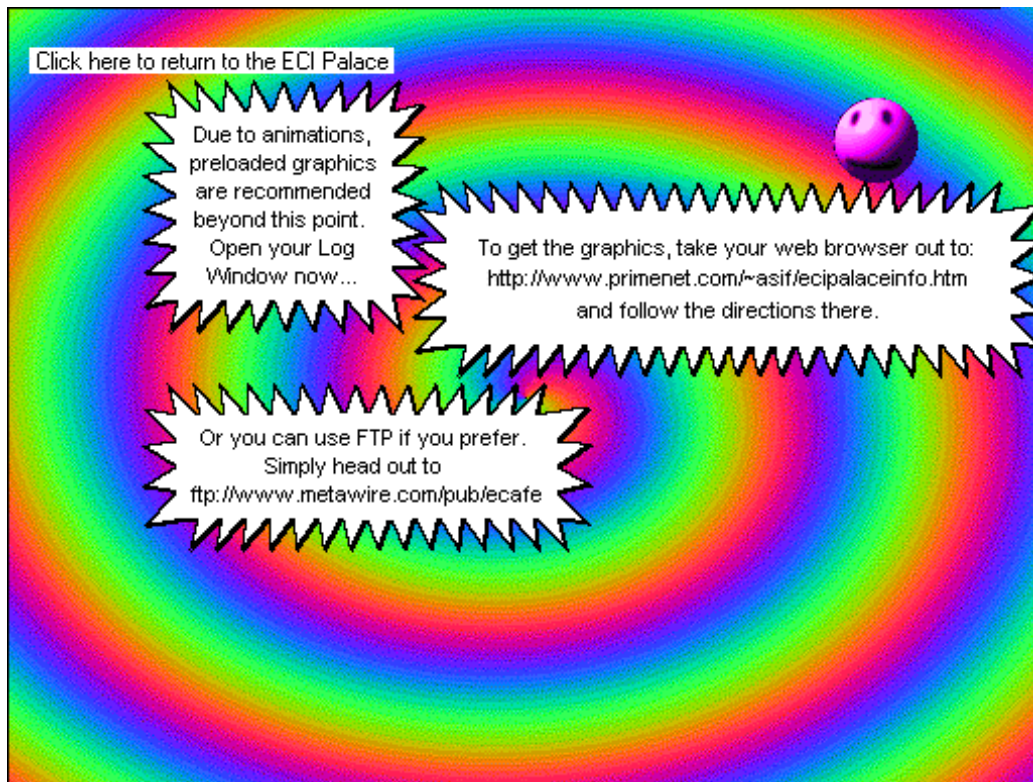 Click here to return to the ECI Palace
Due to animations,
preloaded graphics
are recommended
beyond this point.
Open your Log
Window now...
To get the graphics, take your web browser out to:
http://www.primenet.com/~asif/ecipalaceinfo.htm
and follow the directions there.
Or you can use FTP if you prefer.
Simply head out to
ftp://www.metawire.com/pub/ecafe